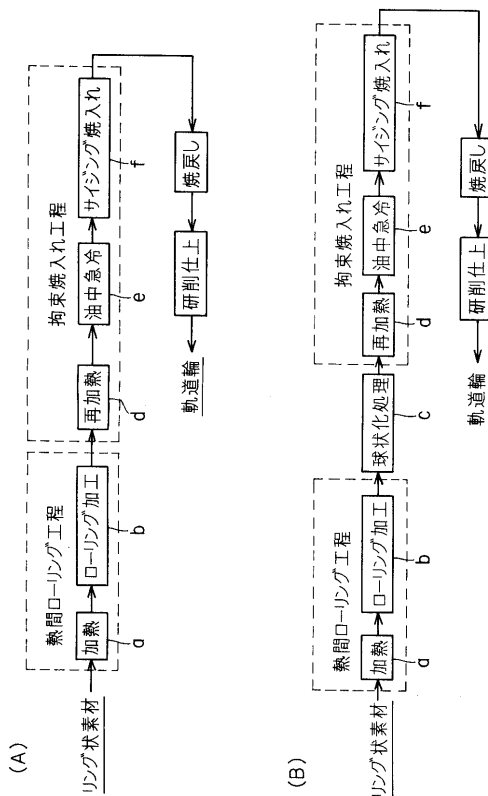 (A)
リング状素材
熱間ローリング工程
加熱
a
ローリング加工
b
拘束焼入れ工程
再加熱
d
油中急冷
e
サイジング焼入れ
f
焼戻し
研削仕上
軌道輪
(B)
リング状素材
熱間ローリング工程
加熱
a
ローリング加工
b
球状化処理
c
拘束焼入れ工程
再加熱
d
油中急冷
e
サイジング焼入れ
f
焼戻し
研削仕上
軌道輪